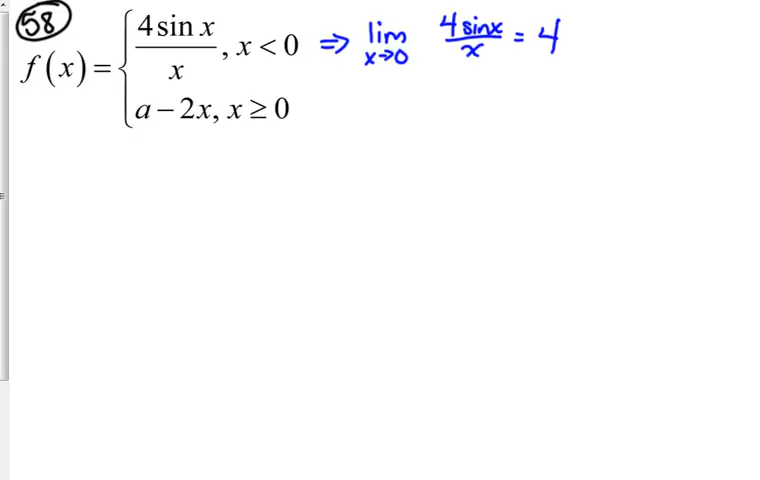 58
f(x) = { 4 sin x / x , x < 0 ⇒ lim x→0 4 sin x / x = 4
a − 2x, x ≥ 0